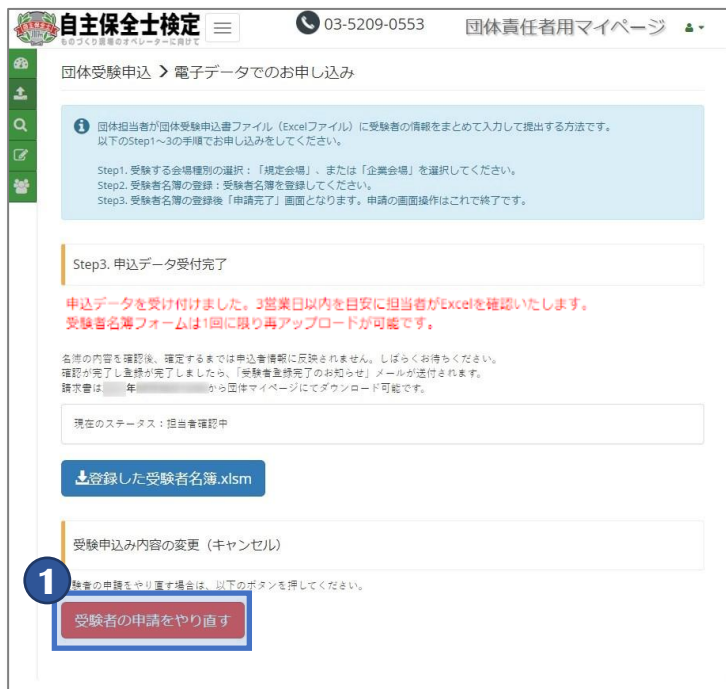 自主保全士検定
ものづくり現場のオペレーターに向けて
03-5209-0553
団体責任者用マイページ
団体受験申込 > 電子データでのお申し込み
団体担当者が団体受験申込書ファイル（Excelファイル）に受験者の情報をまとめて入力して提出する方法です。
以下のStep1～3の手順でお申し込みをしてください。
Step1. 受験する会場種別の選択：「規定会場」、または「企業会場」を選択してください。
Step2. 受験者名簿の登録：受験者名簿を登録してください。
Step3. 受験者名簿の登録後「申請完了」画面となります。申請の画面操作はこれで終了です。
Step3. 申込データ受付完了
申込データを受け付けました。3営業日以内を目安に担当者がExcelを確認いたします。
受験者名簿フォームは1回に限り再アップロードが可能です。
名簿の内容を確認後、確定するまでは申込者情報に反映されません。しばらくお待ちください。
確認が完了し登録が完了しましたら、「受験者登録完了のお知らせ」メールが送付されます。
請求書は 年 から団体マイページにてダウンロード可能です。
現在のステータス：担当者確認中
登録した受験者名簿.xlsm
受験申込み内容の変更（キャンセル）
1
験者の申請をやり直す場合は、以下のボタンを押してください。
受験者の申請をやり直す